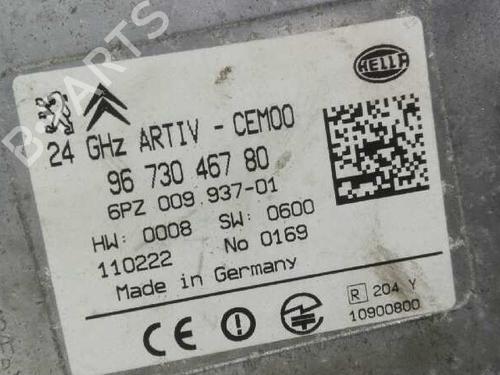 HELLA
24 GHz ARTIV - CEM00
96 730 467 80
6PZ 009 937-01
HW: 0008 SW: 0600
110222 No 0169
Made in Germany
CE
R 204 Y
10900800
B-PARTS